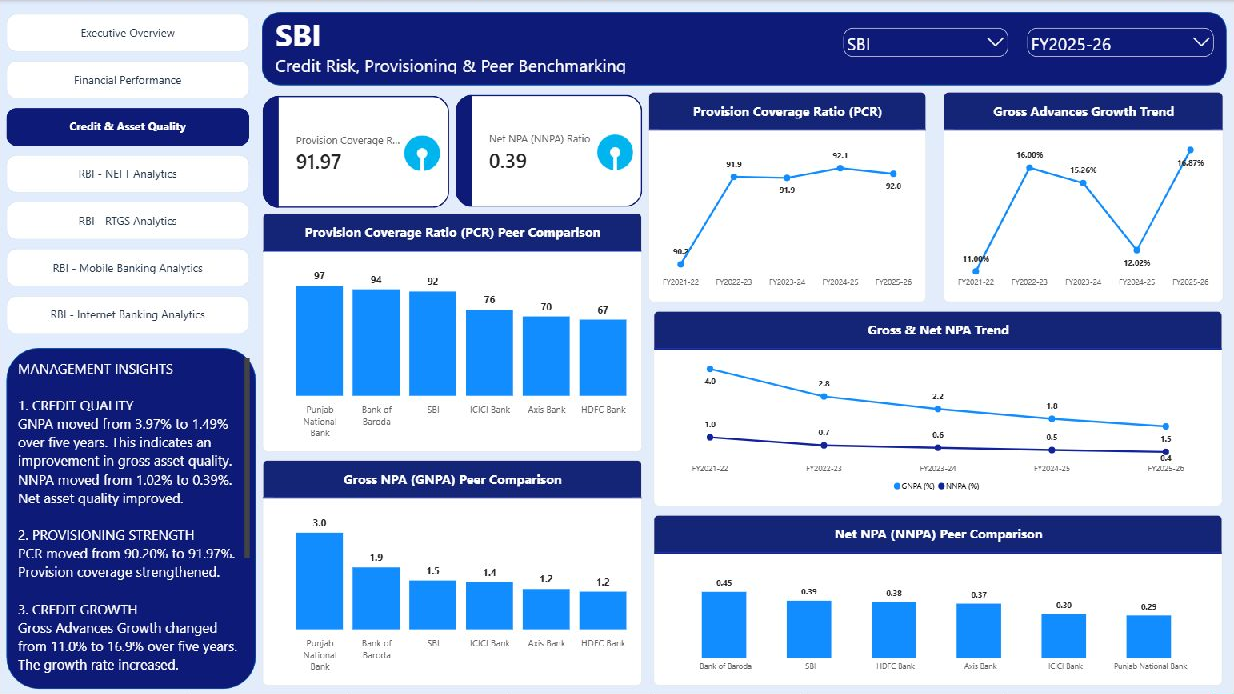 Executive Overview
Financial Performance
Credit & Asset Quality
RBI - NEFT Analytics
RBI - RTGS Analytics
RBI - Mobile Banking Analytics
RBI - Internet Banking Analytics
MANAGEMENT INSIGHTS
1. CREDIT QUALITY
GNPA moved from 3.97% to 1.49%
over five years. This indicates an
improvement in gross asset quality.
NNPA moved from 1.02% to 0.39%.
Net asset quality improved.
2. PROVISIONING STRENGTH
PCR moved from 90.20% to 91.97%.
Provision coverage strengthened.
3. CREDIT GROWTH
Gross Advances Growth changed
from 11.0% to 16.9% over five years.
The growth rate increased.
SBI
Credit Risk, Provisioning & Peer Benchmarking
SBI
FY2025-26
Provision Coverage R...
91.97
Net NPA (NNPA) Ratio
0.39
Provision Coverage Ratio (PCR)
90.2
91.9
91.9
92.1
92.0
FY2021-22 FY2022-23 FY2023-24 FY2024-25 FY2025-26
Gross Advances Growth Trend
11.00%
16.00%
15.26%
12.02%
16.87%
FY2021-22 FY2022-23 FY2023-24 FY2024-25 FY2025-26
Provision Coverage Ratio (PCR) Peer Comparison
97 94 92 76 70 67
Punjab National Bank Bank of Baroda SBI ICICI Bank Axis Bank HDFC Bank
Gross & Net NPA Trend
4.0 2.8 2.2 1.8 1.5
1.0 0.7 0.6 0.5 0.4
FY2021-22 FY2022-23 FY2023-24 FY2024-25 FY2025-26
GNPA (%) NNPA (%)
Gross NPA (GNPA) Peer Comparison
3.0 1.9 1.5 1.4 1.2 1.2
Punjab National Bank Bank of Baroda SBI ICICI Bank Axis Bank HDFC Bank
Net NPA (NNPA) Peer Comparison
0.45 0.39 0.38 0.37 0.30 0.29
Bank of Baroda SBI HDFC Bank Axis Bank ICICI Bank Punjab National Bank